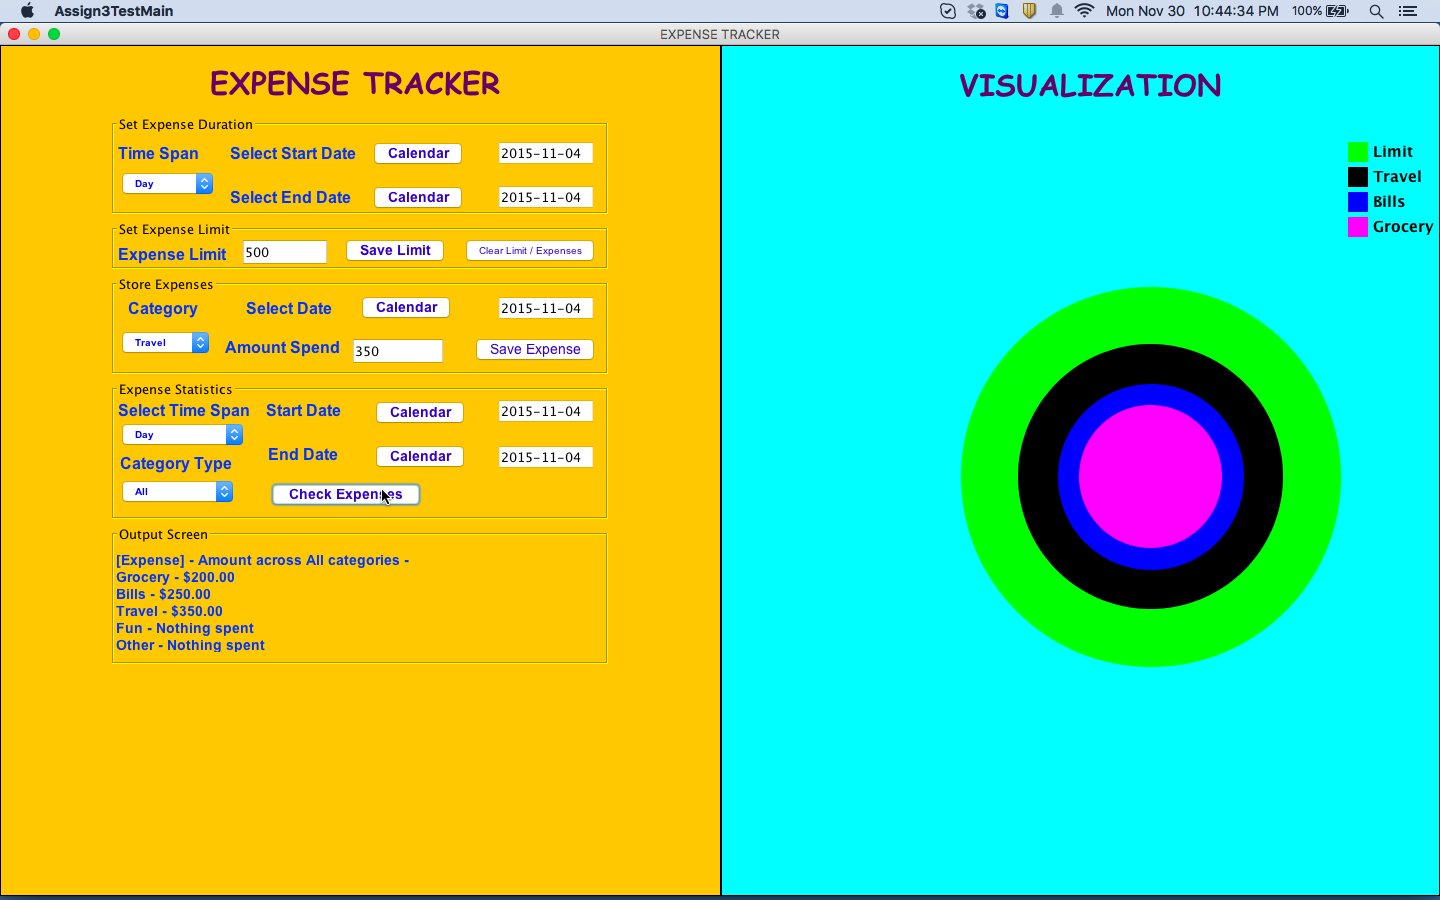 Assign3TestMain
Mon Nov 30 10:44:34 PM 100%
EXPENSE TRACKER
EXPENSE TRACKER
Set Expense Duration
Time Span Select Start Date Calendar 2015-11-04
Day
Select End Date Calendar 2015-11-04
Set Expense Limit
Expense Limit 500 Save Limit Clear Limit / Expenses
Store Expenses
Category Select Date Calendar 2015-11-04
Travel Amount Spend 350 Save Expense
Expense Statistics
Select Time Span Start Date Calendar 2015-11-04
Day
End Date Calendar 2015-11-04
Category Type
All Check Expenses
Output Screen
[Expense] - Amount across All categories -
Grocery - $200.00
Bills - $250.00
Travel - $350.00
Fun - Nothing spent
Other - Nothing spent
VISUALIZATION
Limit
Travel
Bills
Grocery